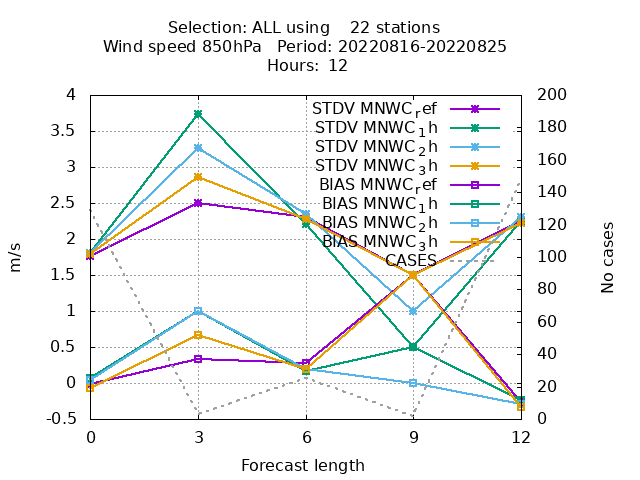 Selection: ALL using    22 stations
Wind speed 850hPa   Period: 20220816-20220825
Hours:  12
4
3.5
3
2.5
2
1.5
1
0.5
0
-0.5
m/s
STDV MNWC_ref
STDV MNWC_1h
STDV MNWC_2h
STDV MNWC_3h
BIAS MNWC_ref
BIAS MNWC_1h
BIAS MNWC_2h
BIAS MNWC_3h
CASES
200
180
160
140
120
100
80
60
40
20
0
No cases
0
3
6
9
12
Forecast length